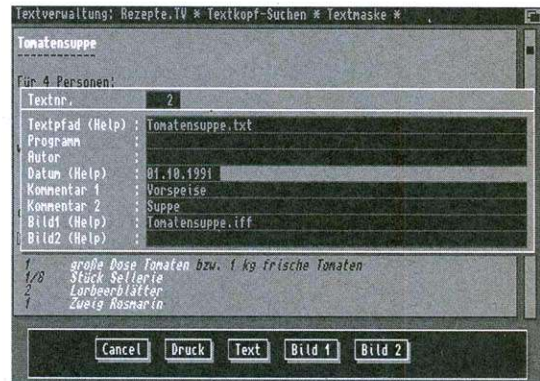 Textverwaltung: Rezepte.TV * Textkopf-Suchen * Textmaske *
Tomatensuppe
Für 4 Personen:
Textnr. 2
Textpfad (Help) : Tomatensuppe.txt
Programm :
Autor :
Datum (Help) : 01.10.1991
Kommentar 1 : Vorspeise
Kommentar 2 : Suppe
Bild1 (Help) : Tomatensuppe.iff
Bild2 (Help) :
1 große Dose Tomaten bzw. 1 kg frische Tomaten
1/8 Stück Sellerie
2 Lorbeerblätter
1 Zweig Rosmarin
Cancel Druck Text Bild 1 Bild 2